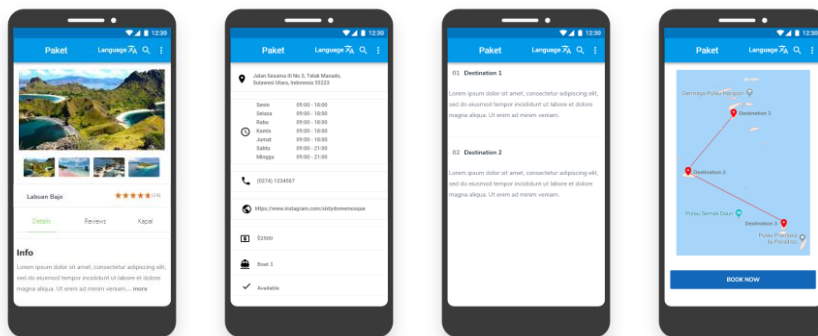 12:30
Paket
Language
Labuan Bajo
Details
Reviews
Kapal
Info
Lorem ipsum dolor sit amet, consectetur adipiscing elit,
sed do eiusmod tempor incididunt ut labore et dolore
magna aliqua. Ut enim ad minim veniam... more
12:30
Paket
Language
Jalan Sesama III No.5, Teluk Manado,
Sulawesi Utara, Indonesia 55223
Senin 09:00 - 18:00
Selasa 09:00 - 18:00
Rabu 09:00 - 18:00
Kamis 09:00 - 18:00
Jumat 09:00 - 18:00
Sabtu 09:00 - 21:00
Minggu 09:00 - 21:00
(0374) 1234567
$2500
Boat 1
Available
12:30
Paket
Language
01 Destination 1
Lorem ipsum dolor sit amet, consectetur adipiscing elit,
sed do eiusmod tempor incididunt ut labore et dolore
magna aliqua. Ut enim ad minim veniam.
02 Destination 2
Lorem ipsum dolor sit amet, consectetur adipiscing elit,
sed do eiusmod tempor incididunt ut labore et dolore
magna aliqua. Ut enim ad minim veniam.
12:30
Paket
Language
Dermaga Pulau Harapan
Destination 1
Destination 2
Pulau Semak Daun
Destination 3
Pulau Pramuka
by Paradiso
BOOK NOW